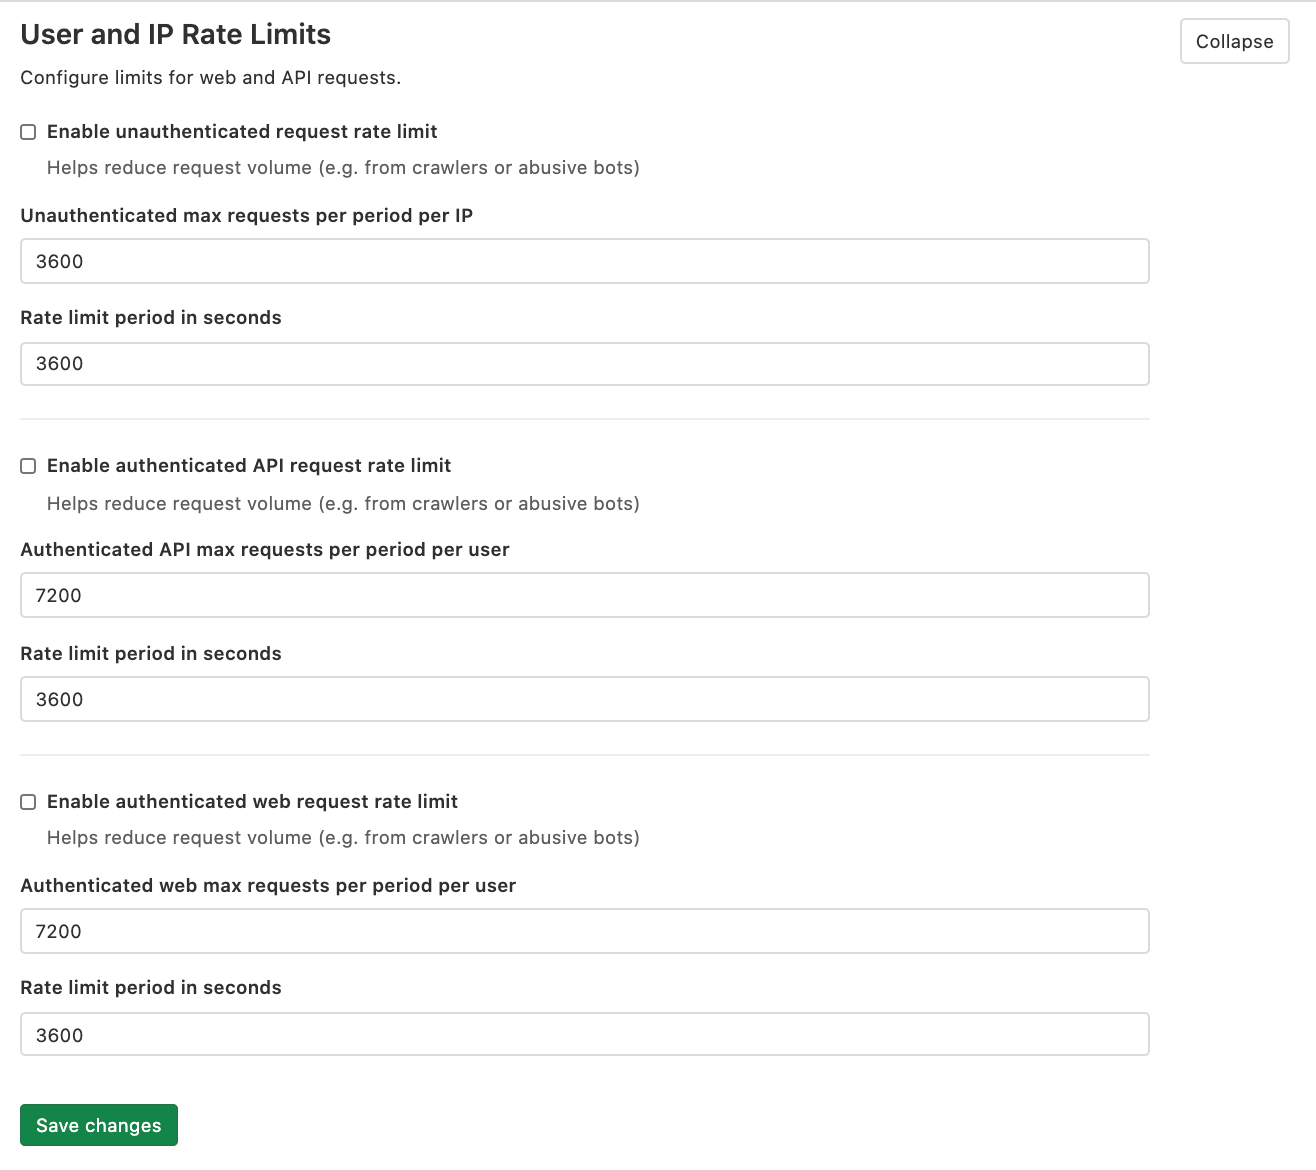 User and IP Rate Limits
Collapse
Configure limits for web and API requests.
Enable unauthenticated request rate limit
Helps reduce request volume (e.g. from crawlers or abusive bots)
Unauthenticated max requests per period per IP
3600
Rate limit period in seconds
3600
Enable authenticated API request rate limit
Helps reduce request volume (e.g. from crawlers or abusive bots)
Authenticated API max requests per period per user
7200
Rate limit period in seconds
3600
Enable authenticated web request rate limit
Helps reduce request volume (e.g. from crawlers or abusive bots)
Authenticated web max requests per period per user
7200
Rate limit period in seconds
3600
Save changes